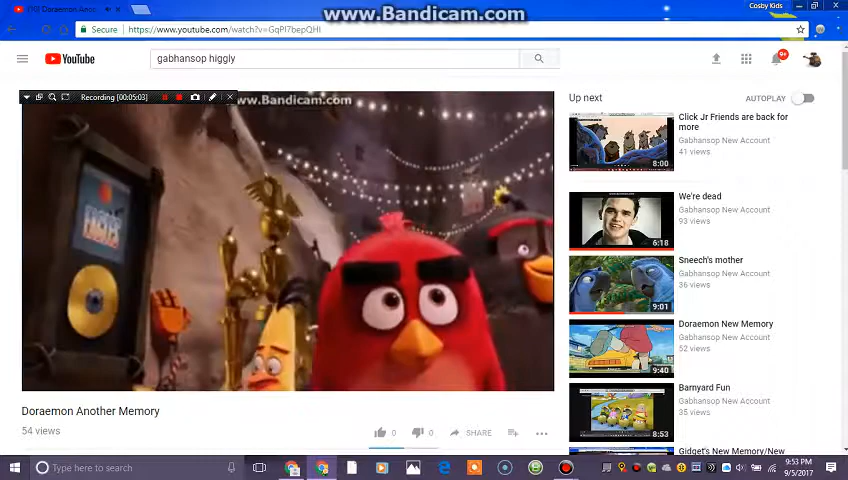 www.Bandicam.com
Cosby Kids
(10) Doraemon Anoth
Secure
https://www.youtube.com/watch?v=GqPl7bepQHI
YouTube
gabhansop higgly
9+
Recording [00:05:03]
www.Bandicam.com
Up next
AUTOPLAY
Click Jr Friends are back for
more
Gabhansop New Account
41 views
8:00
We're dead
Gabhansop New Account
93 views
6:18
Sneech's mother
Gabhansop New Account
36 views
9:01
Doraemon New Memory
Gabhansop New Account
52 views
9:40
Barnyard Fun
Gabhansop New Account
35 views
8:53
Gidget's New Memory/New
Doraemon Another Memory
54 views
0
0
SHARE
Type here to search
9:53 PM
9/5/2017